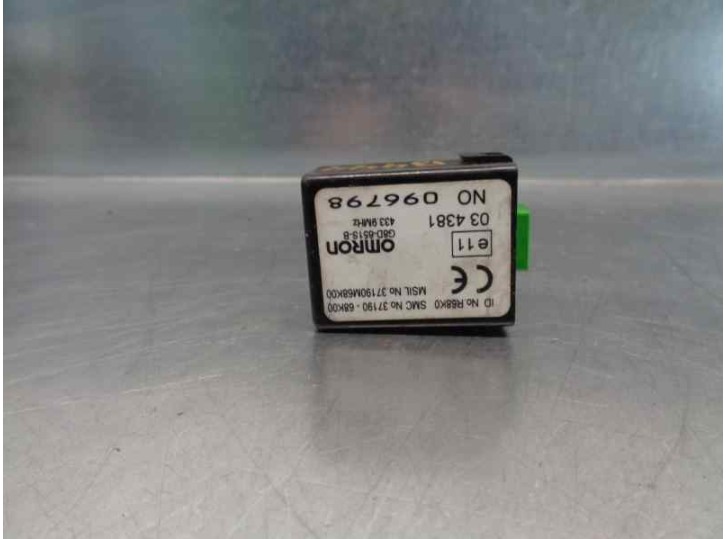 ID No R68K0 SMC No 37190 - 68K00
MSIL No 37190M68K00
CE
e11
OMRON
G8D-651S-B
03 4381
433.9MHz
NO 096798